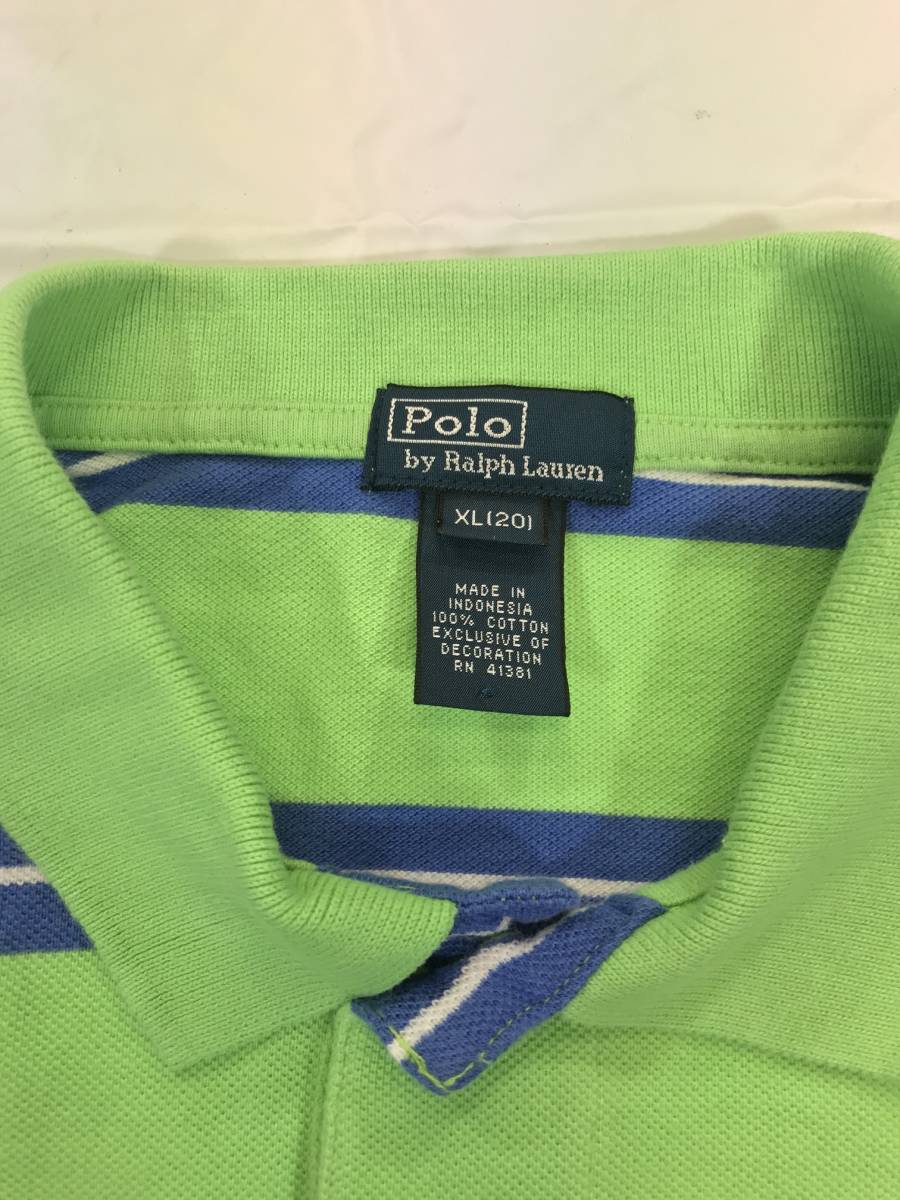 Polo
by Ralph Lauren
XL(20)
MADE IN
INDONESIA
100% COTTON
EXCLUSIVE OF
DECORATION
RN 41381